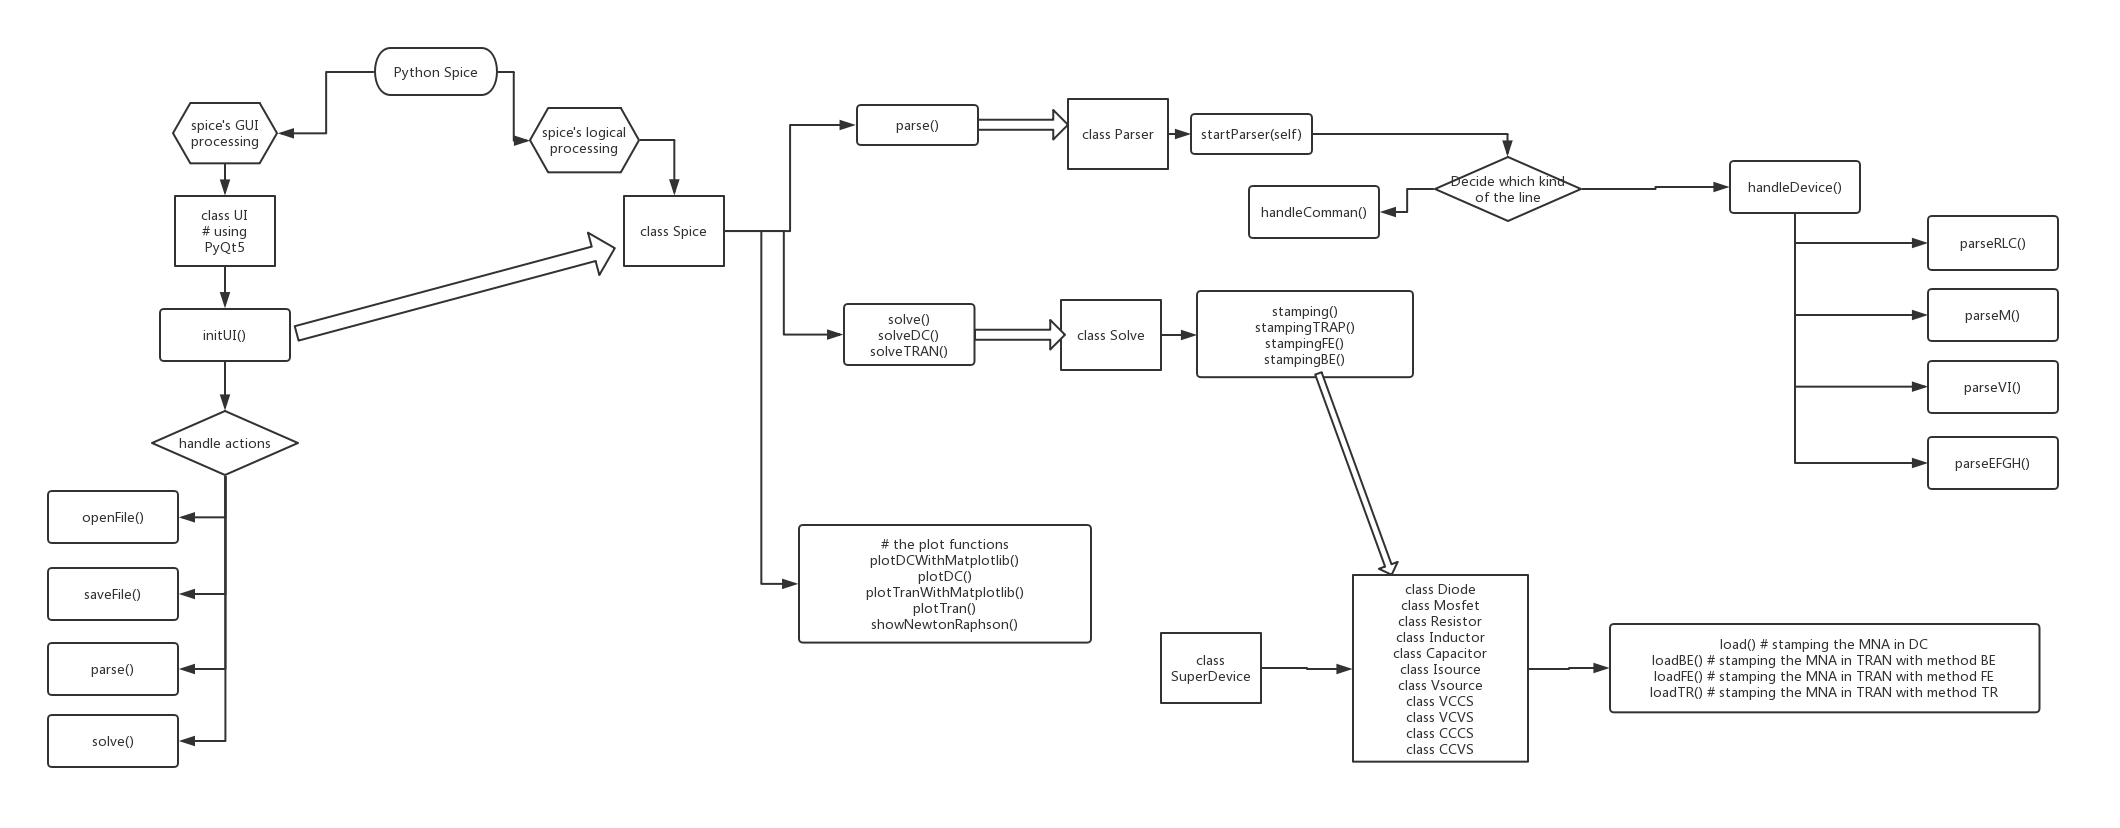 Python Spice
spice's GUI
processing
spice's logical
processing
class UI
# using
PyQt5
initUI()
handle actions
openFile()
saveFile()
parse()
solve()
class Spice
parse()
class Parser
startParser(self)
Decide which kind
of the line
handleComman()
handleDevice()
parseRLC()
parseM()
parseVI()
parseEFGH()
solve()
solveDC()
solveTRAN()
class Solve
stamping()
stampingTRAP()
stampingFE()
stampingBE()
# the plot functions
plotDCWithMatplotlib()
plotDC()
plotTranWithMatplotlib()
plotTran()
showNewtonRaphson()
class
SuperDevice
class Diode
class Mosfet
class Resistor
class Inductor
class Capacitor
class Isource
class Vsource
class VCCS
class VCVS
class CCCS
class CCVS
load() # stamping the MNA in DC
loadBE() # stamping the MNA in TRAN with method BE
loadFE() # stamping the MNA in TRAN with method FE
loadTR() # stamping the MNA in TRAN with method TR